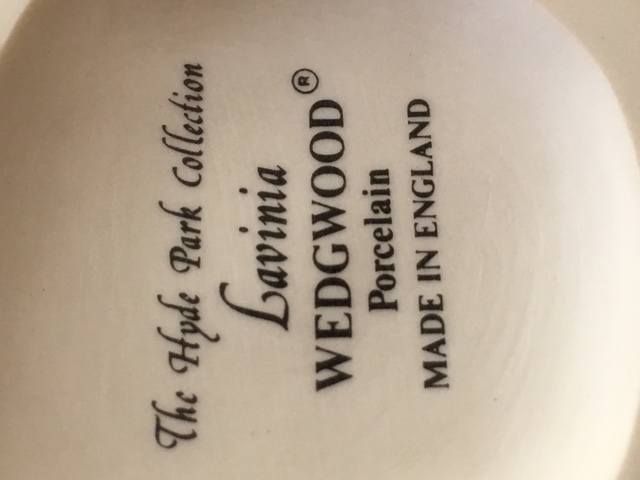 The Hyde Park Collection
Lavinia
WEDGWOOD®
Porcelain
MADE IN ENGLAND